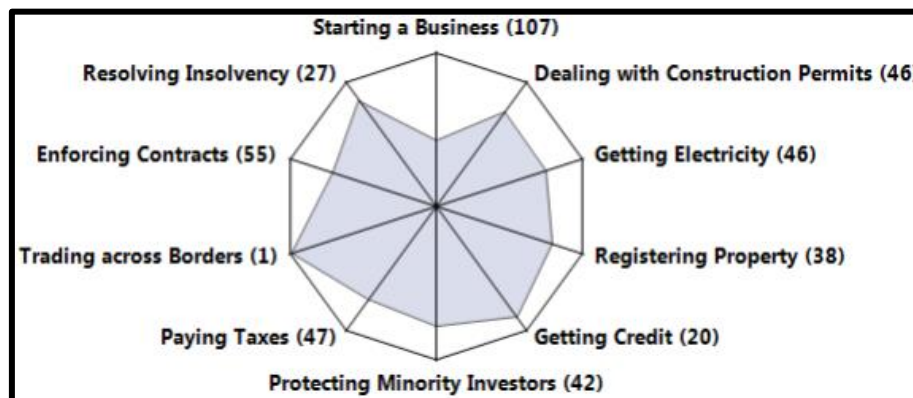 Starting a Business (107)
Resolving Insolvency (27)
Dealing with Construction Permits (46)
Enforcing Contracts (55)
Getting Electricity (46)
Trading across Borders (1)
Registering Property (38)
Paying Taxes (47)
Getting Credit (20)
Protecting Minority Investors (42)